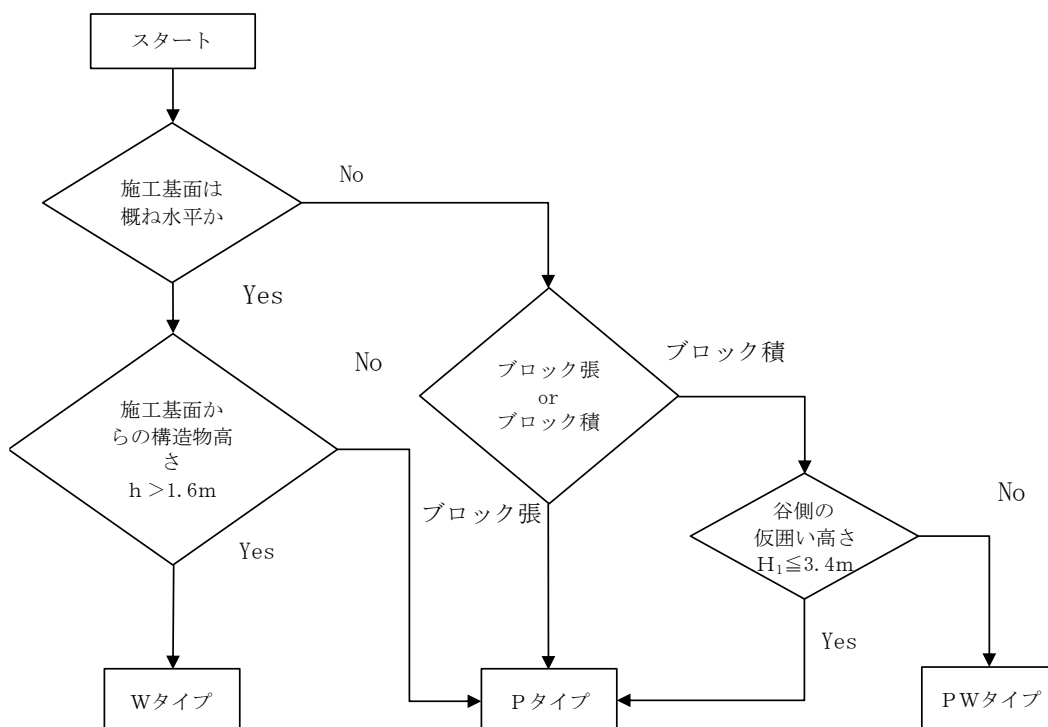 スタート
施工基面は
概ね水平か
No
Yes
施工基面か
らの構造物高
さ
h＞1.6m
No
Yes
ブロック張
or
ブロック積
ブロック積
ブロック張
谷側の
仮囲い高さ
H₁≦3.4m
No
Yes
Wタイプ
Pタイプ
PWタイプ